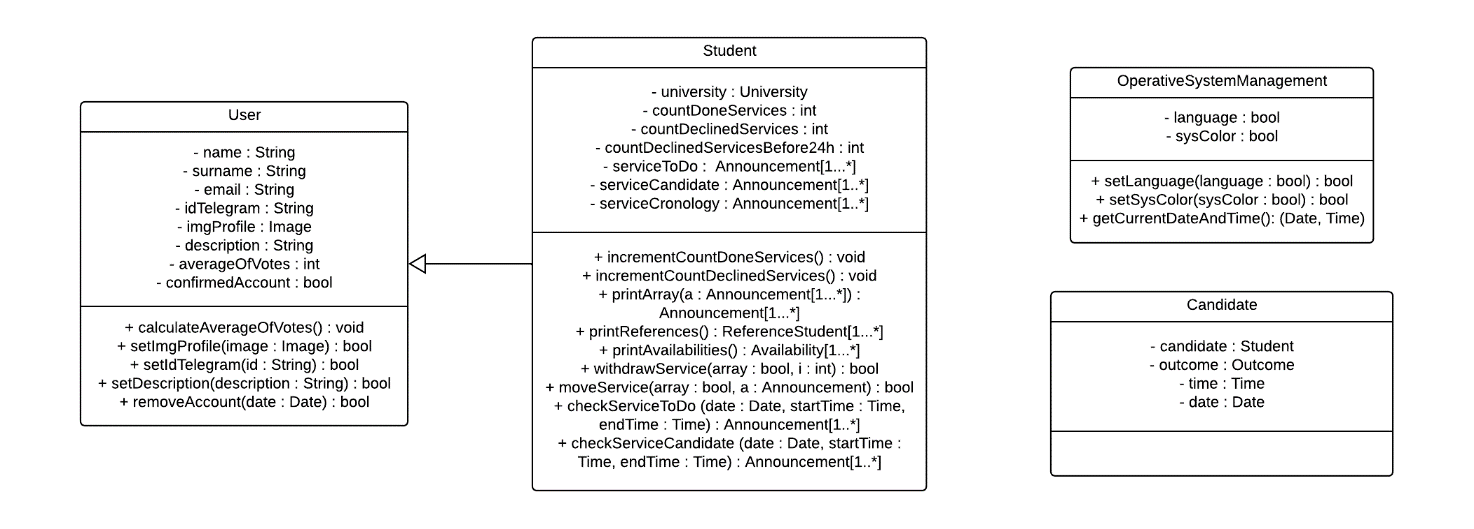 User
- name : String
- surname : String
- email : String
- idTelegram : String
- imgProfile : Image
- description : String
- averageOfVotes : int
- confirmedAccount : bool
+ calculateAverageOfVotes() : void
+ setImgProfile(image : Image) : bool
+ setIdTelegram(id : String) : bool
+ setDescription(description : String) : bool
+ removeAccount(date : Date) : bool
Student
- university : University
- countDoneServices : int
- countDeclinedServices : int
- countDeclinedServicesBefore24h : int
- serviceToDo :  Announcement[1...*]
- serviceCandidate : Announcement[1..*]
- serviceCronology : Announcement[1..*]
+ incrementCountDoneServices() : void
+ incrementCountDeclinedServices() : void
+ printArray(a : Announcement[1...*]) :
Announcement[1...*]
+ printReferences() : ReferenceStudent[1...*]
+ printAvailabilities() : Availability[1...*]
+ withdrawService(array : bool, i : int) : bool
+ moveService(array : bool, a : Announcement) : bool
+ checkServiceToDo (date : Date, startTime : Time,
endTime : Time) : Announcement[1..*]
+ checkServiceCandidate (date : Date, startTime :
Time, endTime : Time) : Announcement[1..*]
OperativeSystemManagement
- language : bool
- sysColor : bool
+ setLanguage(language : bool) : bool
+ setSysColor(sysColor : bool) : bool
+ getCurrentDateAndTime(): (Date, Time)
Candidate
- candidate : Student
- outcome : Outcome
- time : Time
- date : Date